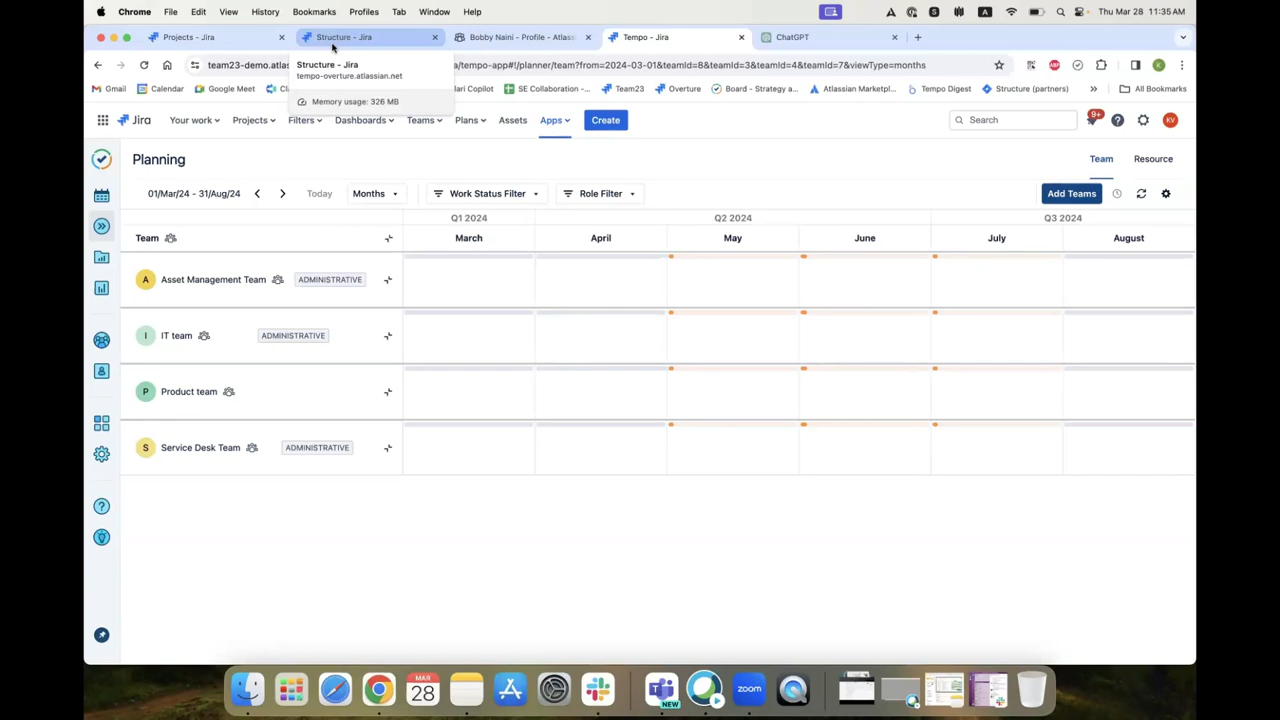 Chrome File Edit View History Bookmarks Profiles Tab Window Help Thu Mar 28 11:35 AM
Projects - Jira Structure - Jira Bobby Naini - Profile - Atlass Tempo - Jira ChatGPT
team23-demo.atlas a/tempo-app#!/planner/team?from=2024-03-01&teamId=8&teamId=3&teamId=4&teamId=7&viewType=months K
Structure - Jira
tempo-overture.atlassian.net
Memory usage: 326 MB
Gmail Calendar Google Meet Cl lari Copilot SE Collaboration -... Team23 Overture Board - Strategy a... Atlassian Marketpl... Tempo Digest Structure (partners) » All Bookmarks
Jira Your work Projects Filters Dashboards Teams Plans Assets Apps Create Search 9+ KV
Planning Team Resource
01/Mar/24 - 31/Aug/24 Today Months Work Status Filter Role Filter Add Teams
Q1 2024 Q2 2024 Q3 2024
Team March April May June July August
A Asset Management Team ADMINISTRATIVE
I IT team ADMINISTRATIVE
P Product team
S Service Desk Team ADMINISTRATIVE
MAR
28 NEW zoom